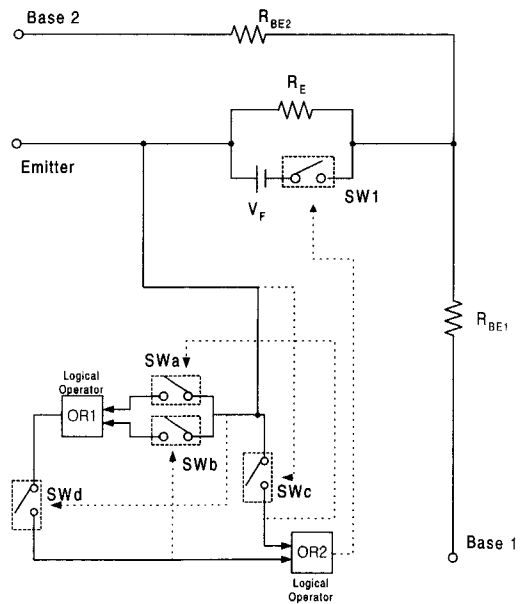 Base 2
R_BE2
R_E
Emitter
V_F
SW1
R_BE1
SWa
Logical
Operator
OR1
SWb
SWd
SWc
OR2
Base 1
Logical
Operator